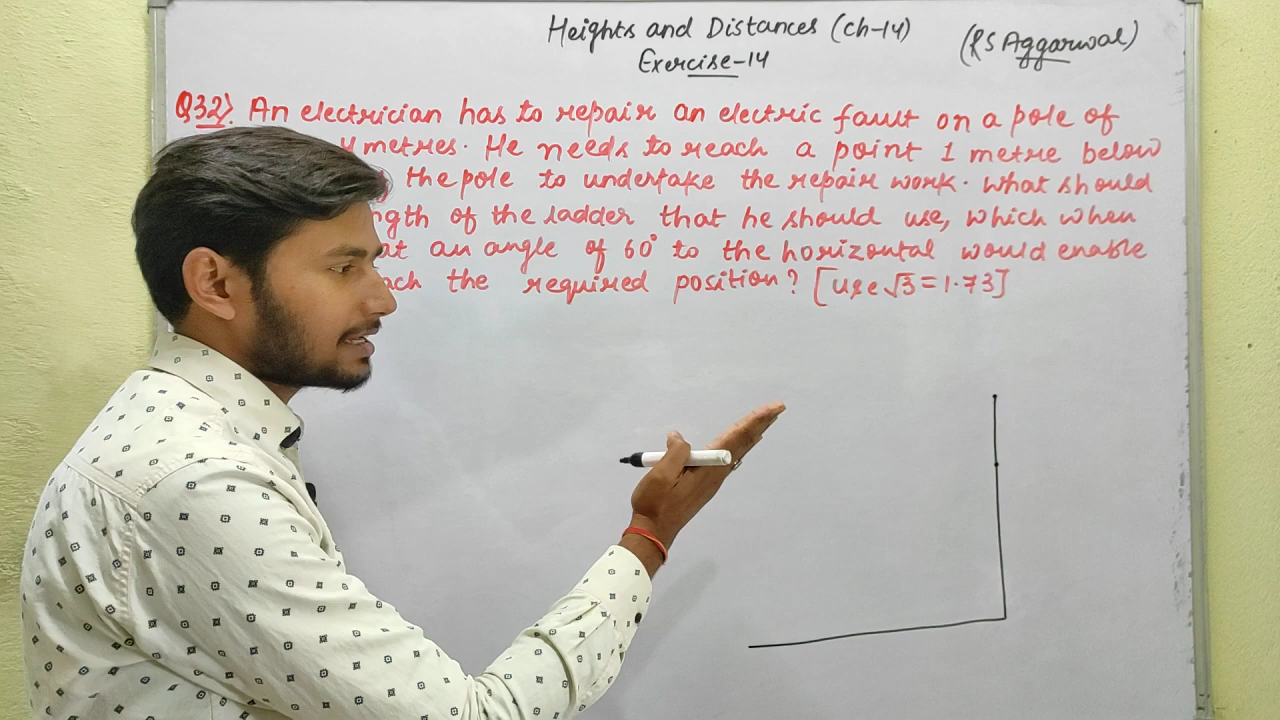 Heights and Distances (Ch-14) (RS Aggarwal)
Exercise-14
Q32). An electrician has to repair an electric fault on a pole of
4 metres. He needs to reach a point 1 metre below
the pole to undertake the repair work. What should
ngth of the ladder that he should use, which when
at an angle of 60° to the horizontal would enable
ach the required position? [use √3 = 1.73]